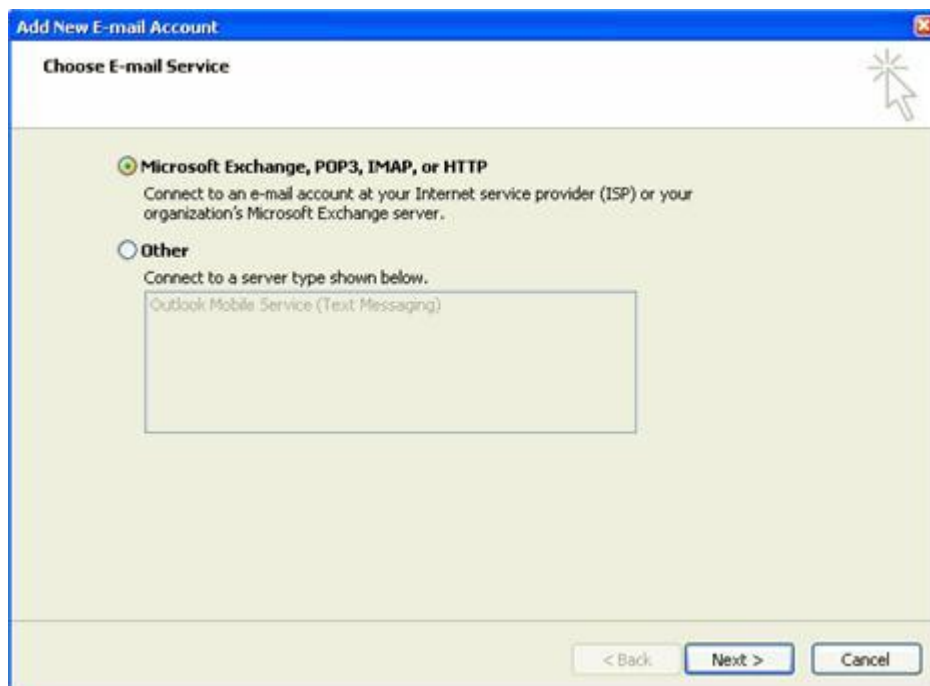 Add New E-mail Account
Choose E-mail Service
Microsoft Exchange, POP3, IMAP, or HTTP
Connect to an e-mail account at your Internet service provider (ISP) or your
organization's Microsoft Exchange server.
Other
Connect to a server type shown below.
Outlook Mobile Service (Text Messaging)
< Back
Next >
Cancel